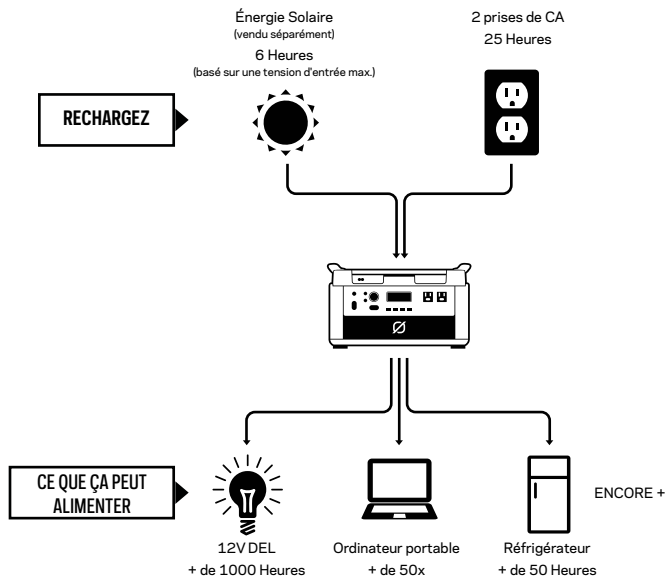 Énergie Solaire
(vendu séparément)
6 Heures
(basé sur une tension d'entrée max.)
2 prises de CA
25 Heures
RECHARGEZ
CE QUE ÇA PEUT
ALIMENTER
12V DEL
+ de 1000 Heures
Ordinateur portable
+ de 50x
Réfrigérateur
+ de 50 Heures
ENCORE +